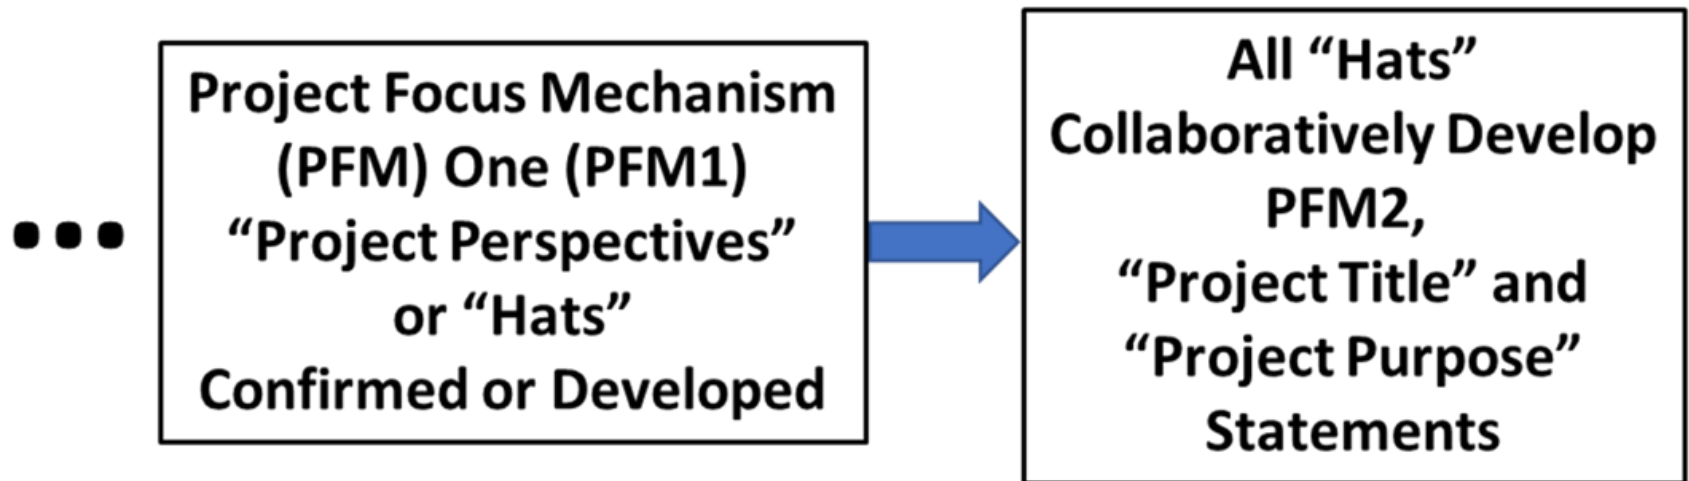 Project Focus Mechanism
(PFM) One (PFM1)
“Project Perspectives”
or “Hats”
Confirmed or Developed
All “Hats”
Collaboratively Develop
PFM2,
“Project Title” and
“Project Purpose”
Statements